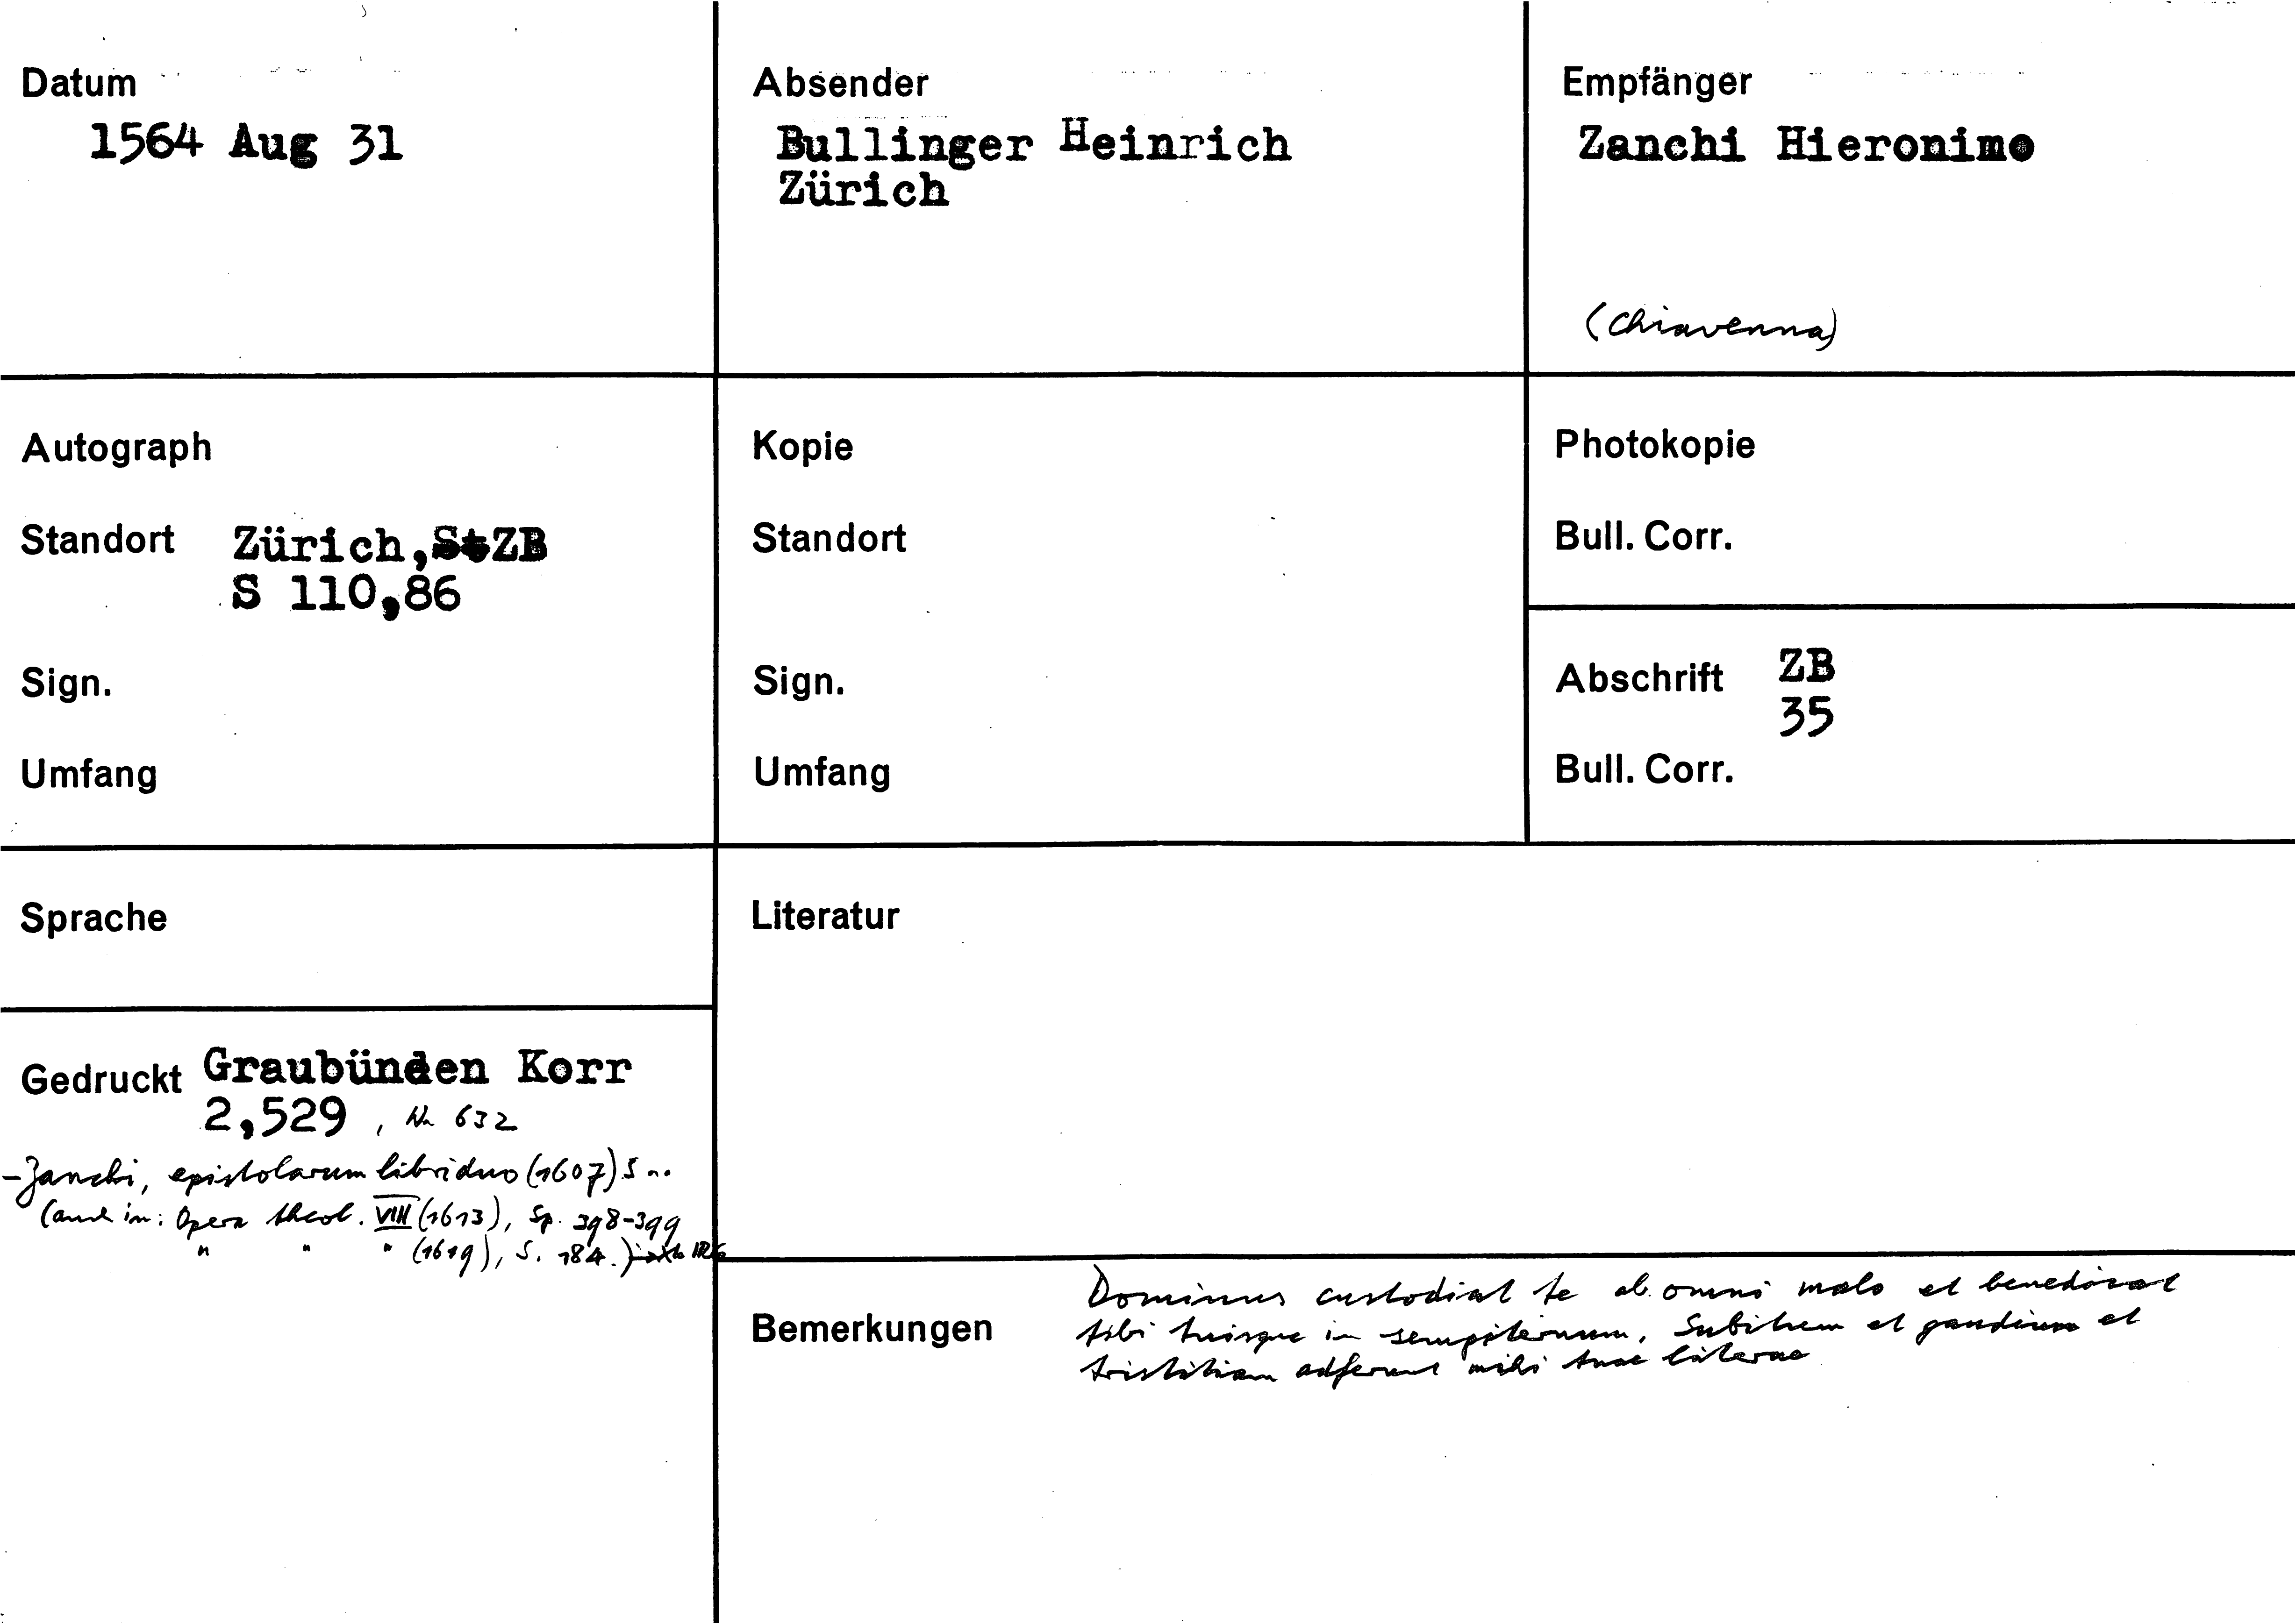 Datum
1564 Aug 31
Absender
Bullinger Heinrich
Zürich
Empfänger
Zanchi Hieronimo
(Chiavenna)
Autograph
Standort Zürich, StZB
S 110,86
Sign.
Umfang
Kopie
Standort
Sign.
Umfang
Photokopie
Bull. Corr.
Abschrift ZB
35
Bull. Corr.
Sprache
Gedruckt Graubünden Korr
2,529, Nr 632
- Zanchi, epistolarum libri duo (1607) S
(auch in: Opera theol. VIII (1613), Sp. 398-399
" " " (1619), S. 184.)
Literatur
Bemerkungen
Dominus custodiat te ab omni malo et benedicat
tibi tuisque in sempiternum. Subitum et gaudium et
tristitiam adferunt mihi tuae literae